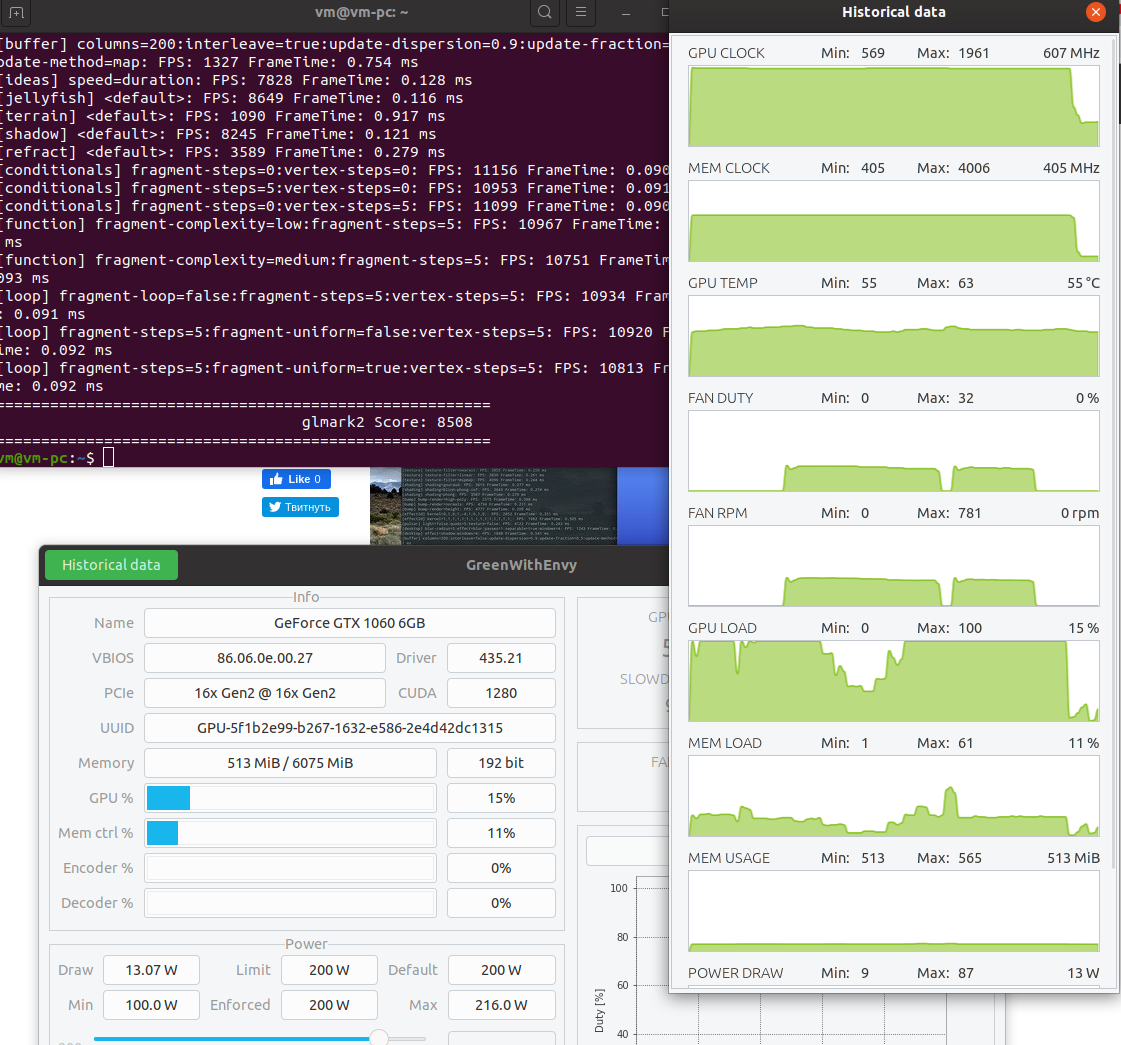 vm@vm-pc: ~
[buffer] columns=200:interleave=true:update-dispersion=0.9:update-fraction=
pdate-method=map: FPS: 1327 FrameTime: 0.754 ms
[ideas] speed=duration: FPS: 7828 FrameTime: 0.128 ms
[jellyfish] <default>: FPS: 8649 FrameTime: 0.116 ms
[terrain] <default>: FPS: 1090 FrameTime: 0.917 ms
[shadow] <default>: FPS: 8245 FrameTime: 0.121 ms
[refract] <default>: FPS: 3589 FrameTime: 0.279 ms
[conditionals] fragment-steps=0:vertex-steps=0: FPS: 11156 FrameTime: 0.090
[conditionals] fragment-steps=5:vertex-steps=0: FPS: 10953 FrameTime: 0.091
[conditionals] fragment-steps=0:vertex-steps=5: FPS: 11099 FrameTime: 0.090
[function] fragment-complexity=low:fragment-steps=5: FPS: 10967 FrameTime:
ms
[function] fragment-complexity=medium:fragment-steps=5: FPS: 10751 FrameTim
093 ms
[loop] fragment-loop=false:fragment-steps=5:vertex-steps=5: FPS: 10934 Fram
: 0.091 ms
[loop] fragment-steps=5:fragment-uniform=false:vertex-steps=5: FPS: 10920 F
ime: 0.092 ms
[loop] fragment-steps=5:fragment-uniform=true:vertex-steps=5: FPS: 10813 Fr
me: 0.092 ms
=======================================================
glmark2 Score: 8508
=======================================================
vm@vm-pc:~$
Like 0
Твитнуть
Historical data
GreenWithEnvy
Info
Name GeForce GTX 1060 6GB
VBIOS 86.06.0e.00.27 Driver 435.21
PCIe 16x Gen2 @ 16x Gen2 CUDA 1280
UUID GPU-5f1b2e99-b267-1632-e586-2e4d42dc1315
Memory 513 MiB / 6075 MiB 192 bit
GPU % 15%
Mem ctrl % 11%
Encoder % 0%
Decoder % 0%
Power
Draw 13.07 W Limit 200 W Default 200 W
Min 100.0 W Enforced 200 W Max 216.0 W
GPU
SLOWD
FA
100
80
60
40
Duty [%]
Historical data
GPU CLOCK Min: 569 Max: 1961 607 MHz
MEM CLOCK Min: 405 Max: 4006 405 MHz
GPU TEMP Min: 55 Max: 63 55 °C
FAN DUTY Min: 0 Max: 32 0 %
FAN RPM Min: 0 Max: 781 0 rpm
GPU LOAD Min: 0 Max: 100 15 %
MEM LOAD Min: 1 Max: 61 11 %
MEM USAGE Min: 513 Max: 565 513 MiB
POWER DRAW Min: 9 Max: 87 13 W